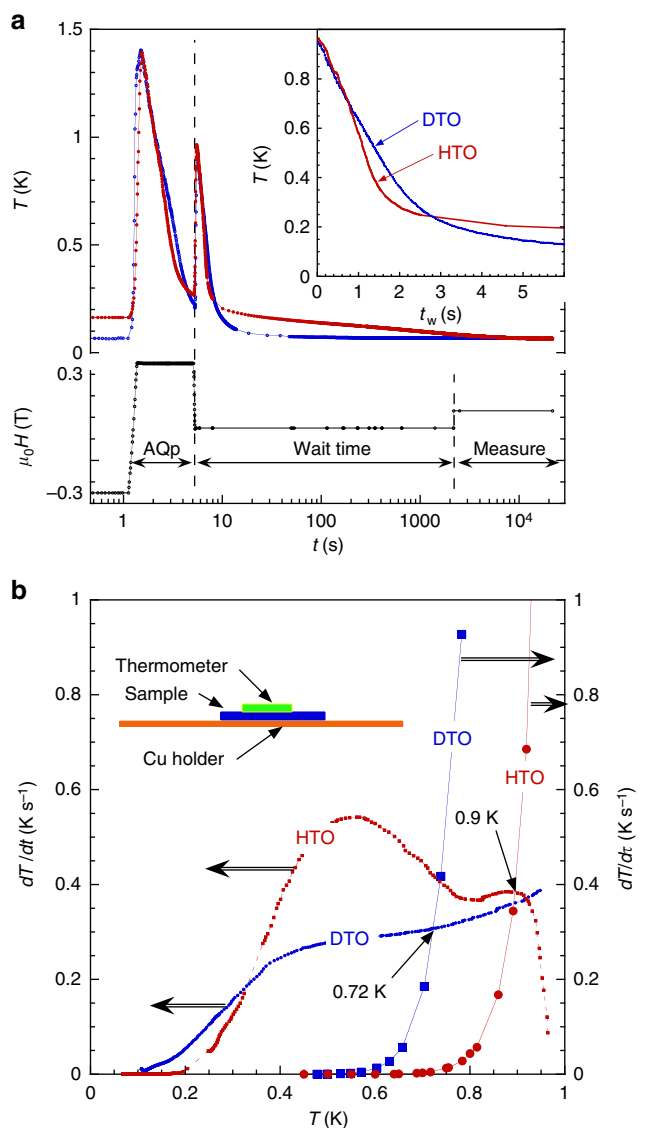 a
1.5
1
0.5
0
T (K)
0.8
0.6
0.4
0.2
0
T (K)
DTO
HTO
0 1 2 3 4 5
t_w (s)
0.3
−0.3
μ₀H (T)
AQp
Wait time
Measure
1 10 100 1000 10⁴
t (s)
b
1
0.8
0.6
0.4
0.2
0
dT/dt (K s⁻¹)
Thermometer
Sample
Cu holder
HTO
DTO
DTO
HTO
0.9 K
0.72 K
1
0.8
0.6
0.4
0.2
0
dT/dτ (K s⁻¹)
0 0.2 0.4 0.6 0.8 1
T (K)